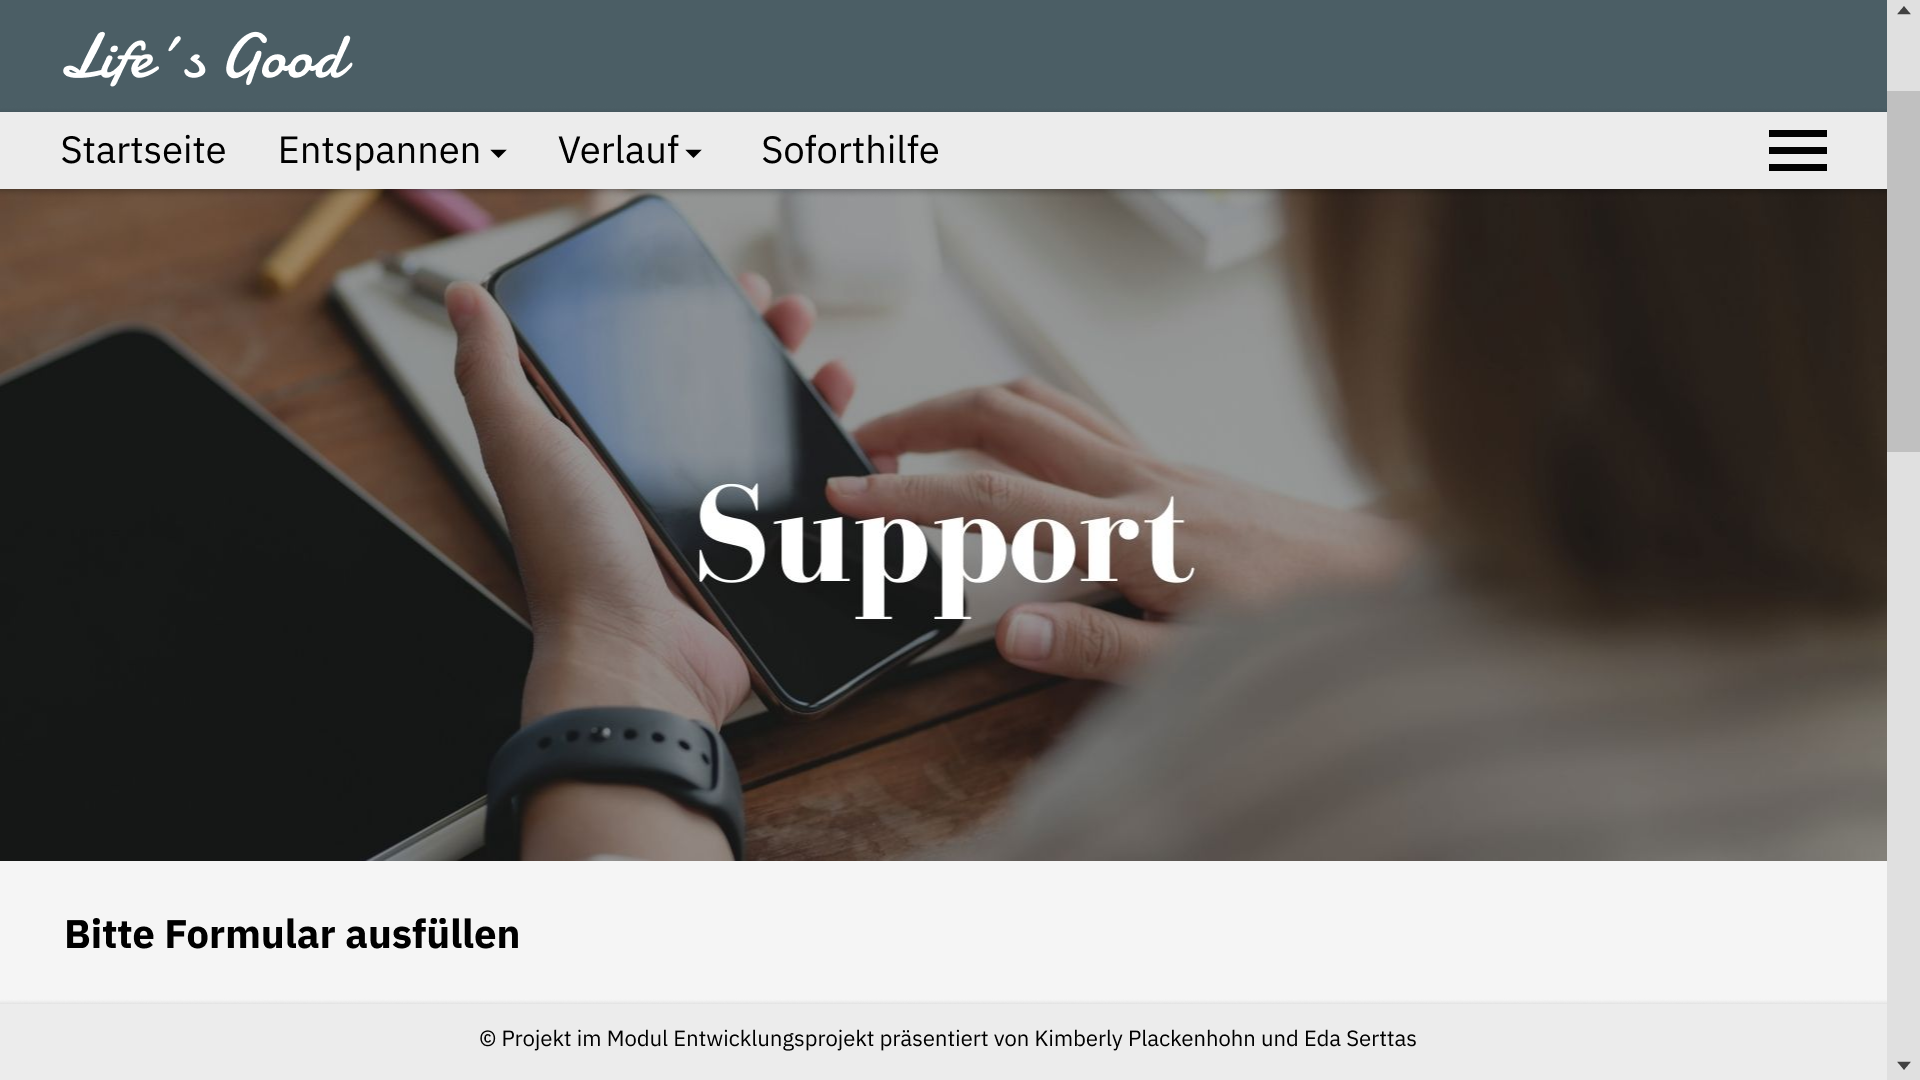 Life´s Good
Startseite Entspannen Verlauf Soforthilfe
Support
Bitte Formular ausfüllen
© Projekt im Modul Entwicklungsprojekt präsentiert von Kimberly Plackenhohn und Eda Serttas